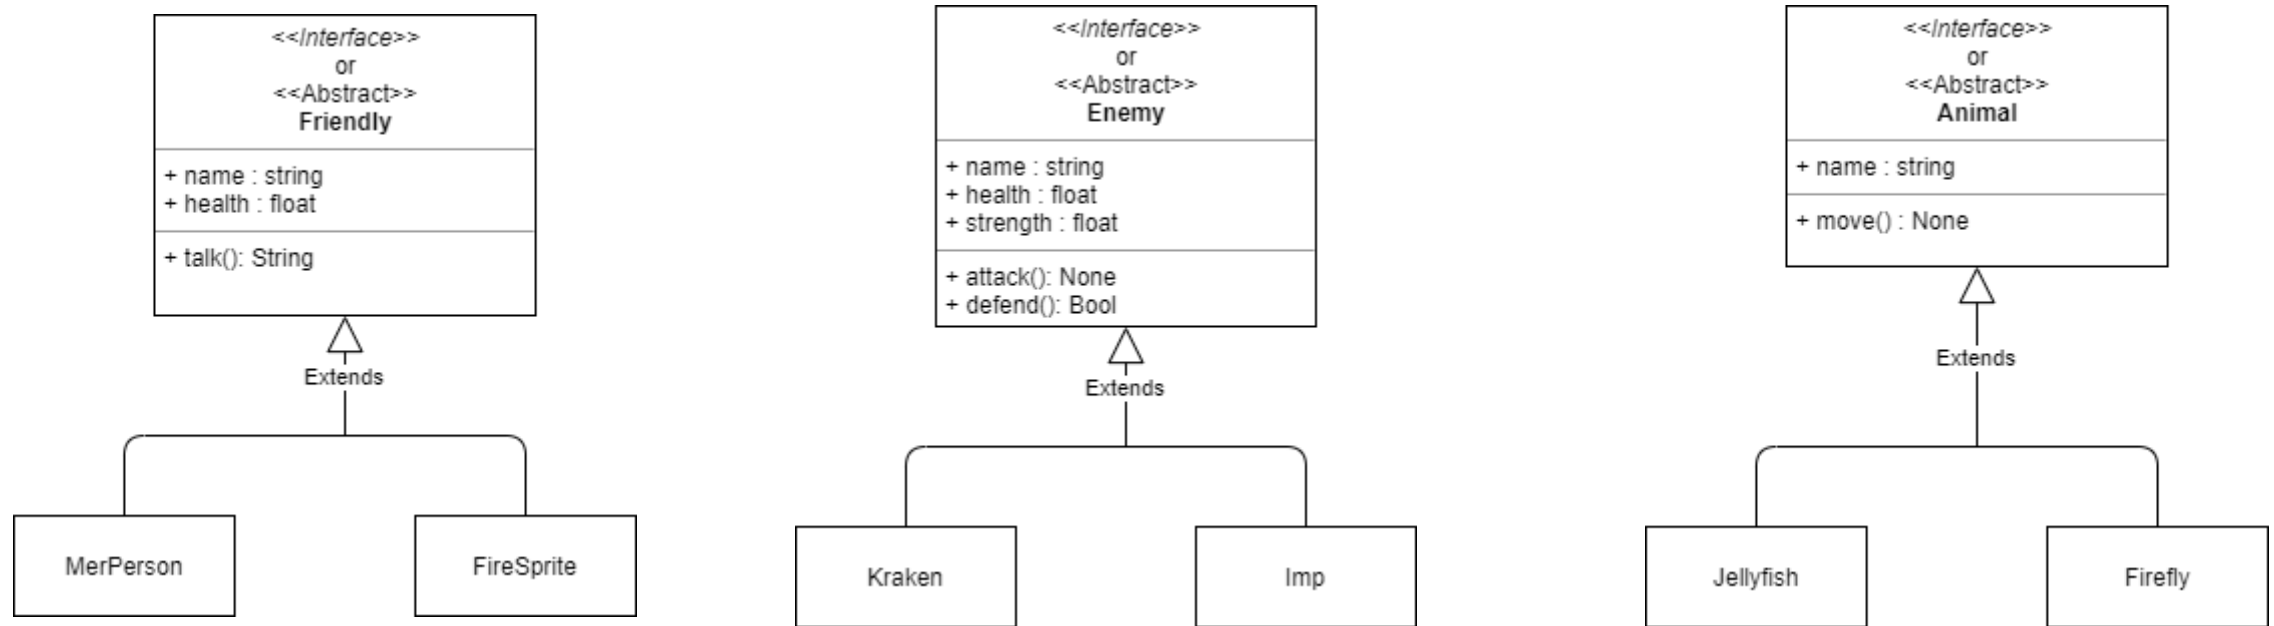 <<Interface>>
or
<<Abstract>>
Friendly
+ name : string
+ health : float
+ talk(): String
Extends
MerPerson
FireSprite
<<Interface>>
or
<<Abstract>>
Enemy
+ name : string
+ health : float
+ strength : float
+ attack(): None
+ defend(): Bool
Extends
Kraken
Imp
<<Interface>>
or
<<Abstract>>
Animal
+ name : string
+ move() : None
Extends
Jellyfish
Firefly